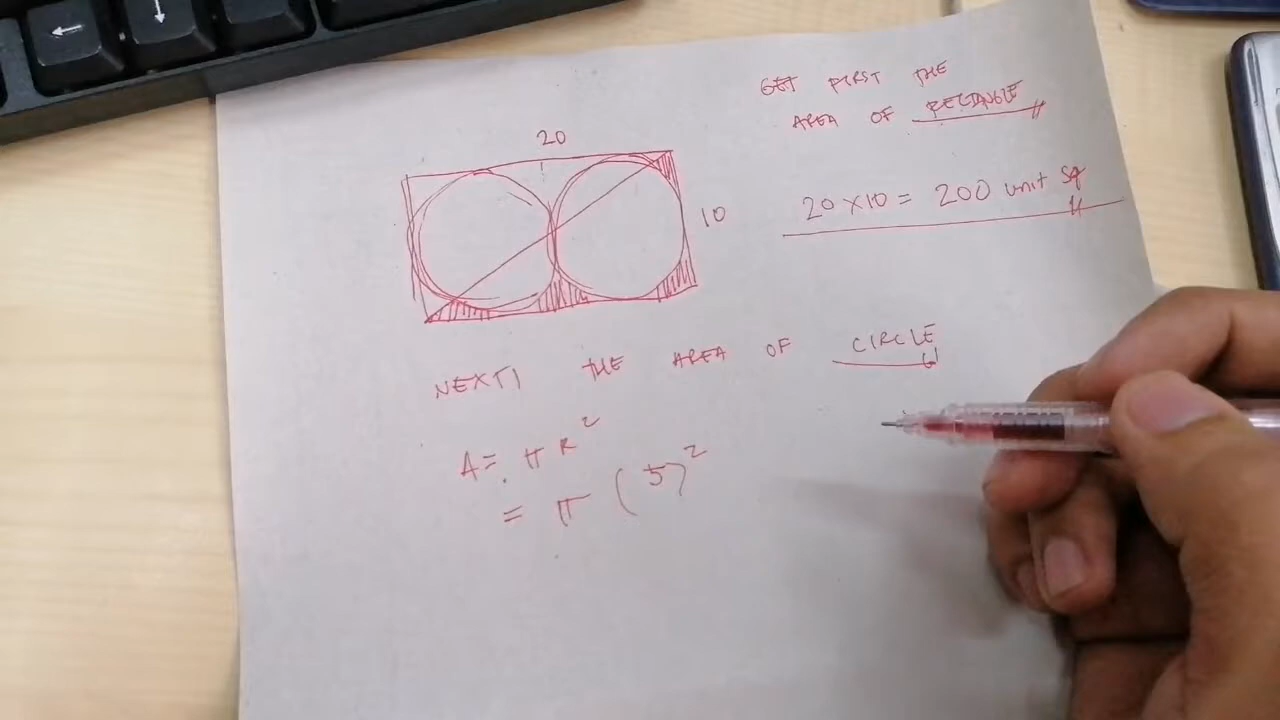 20
10
GET FIRST THE
AREA OF RECTANGLE
20 × 10 = 200 unit sq
NEXT, THE AREA OF CIRCLE
A = π R²
= π (5)²